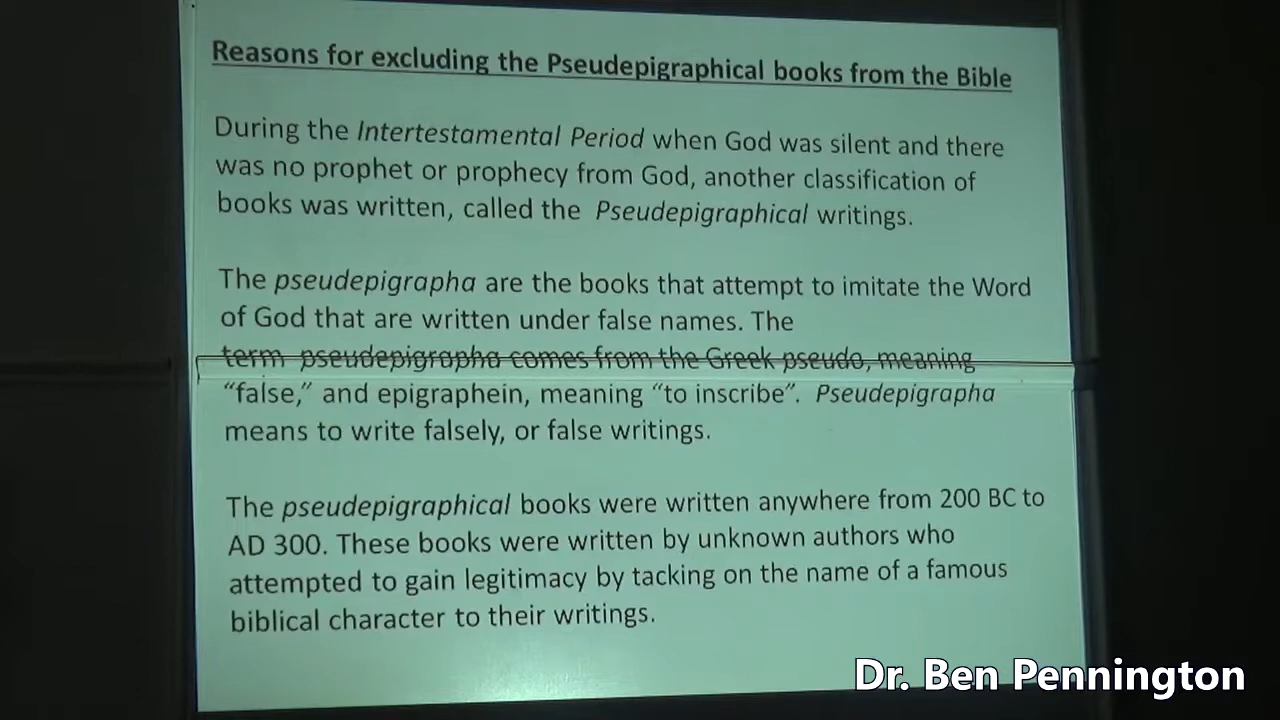 Reasons for excluding the Pseudepigraphical books from the Bible
During the Intertestamental Period when God was silent and there
was no prophet or prophecy from God, another classification of
books was written, called the Pseudepigraphical writings.
The pseudepigrapha are the books that attempt to imitate the Word
of God that are written under false names. The
term pseudepigrapha comes from the Greek pseudo, meaning
“false,” and epigraphein, meaning “to inscribe”. Pseudepigrapha
means to write falsely, or false writings.
The pseudepigraphical books were written anywhere from 200 BC to
AD 300. These books were written by unknown authors who
attempted to gain legitimacy by tacking on the name of a famous
biblical character to their writings.
Dr. Ben Pennington